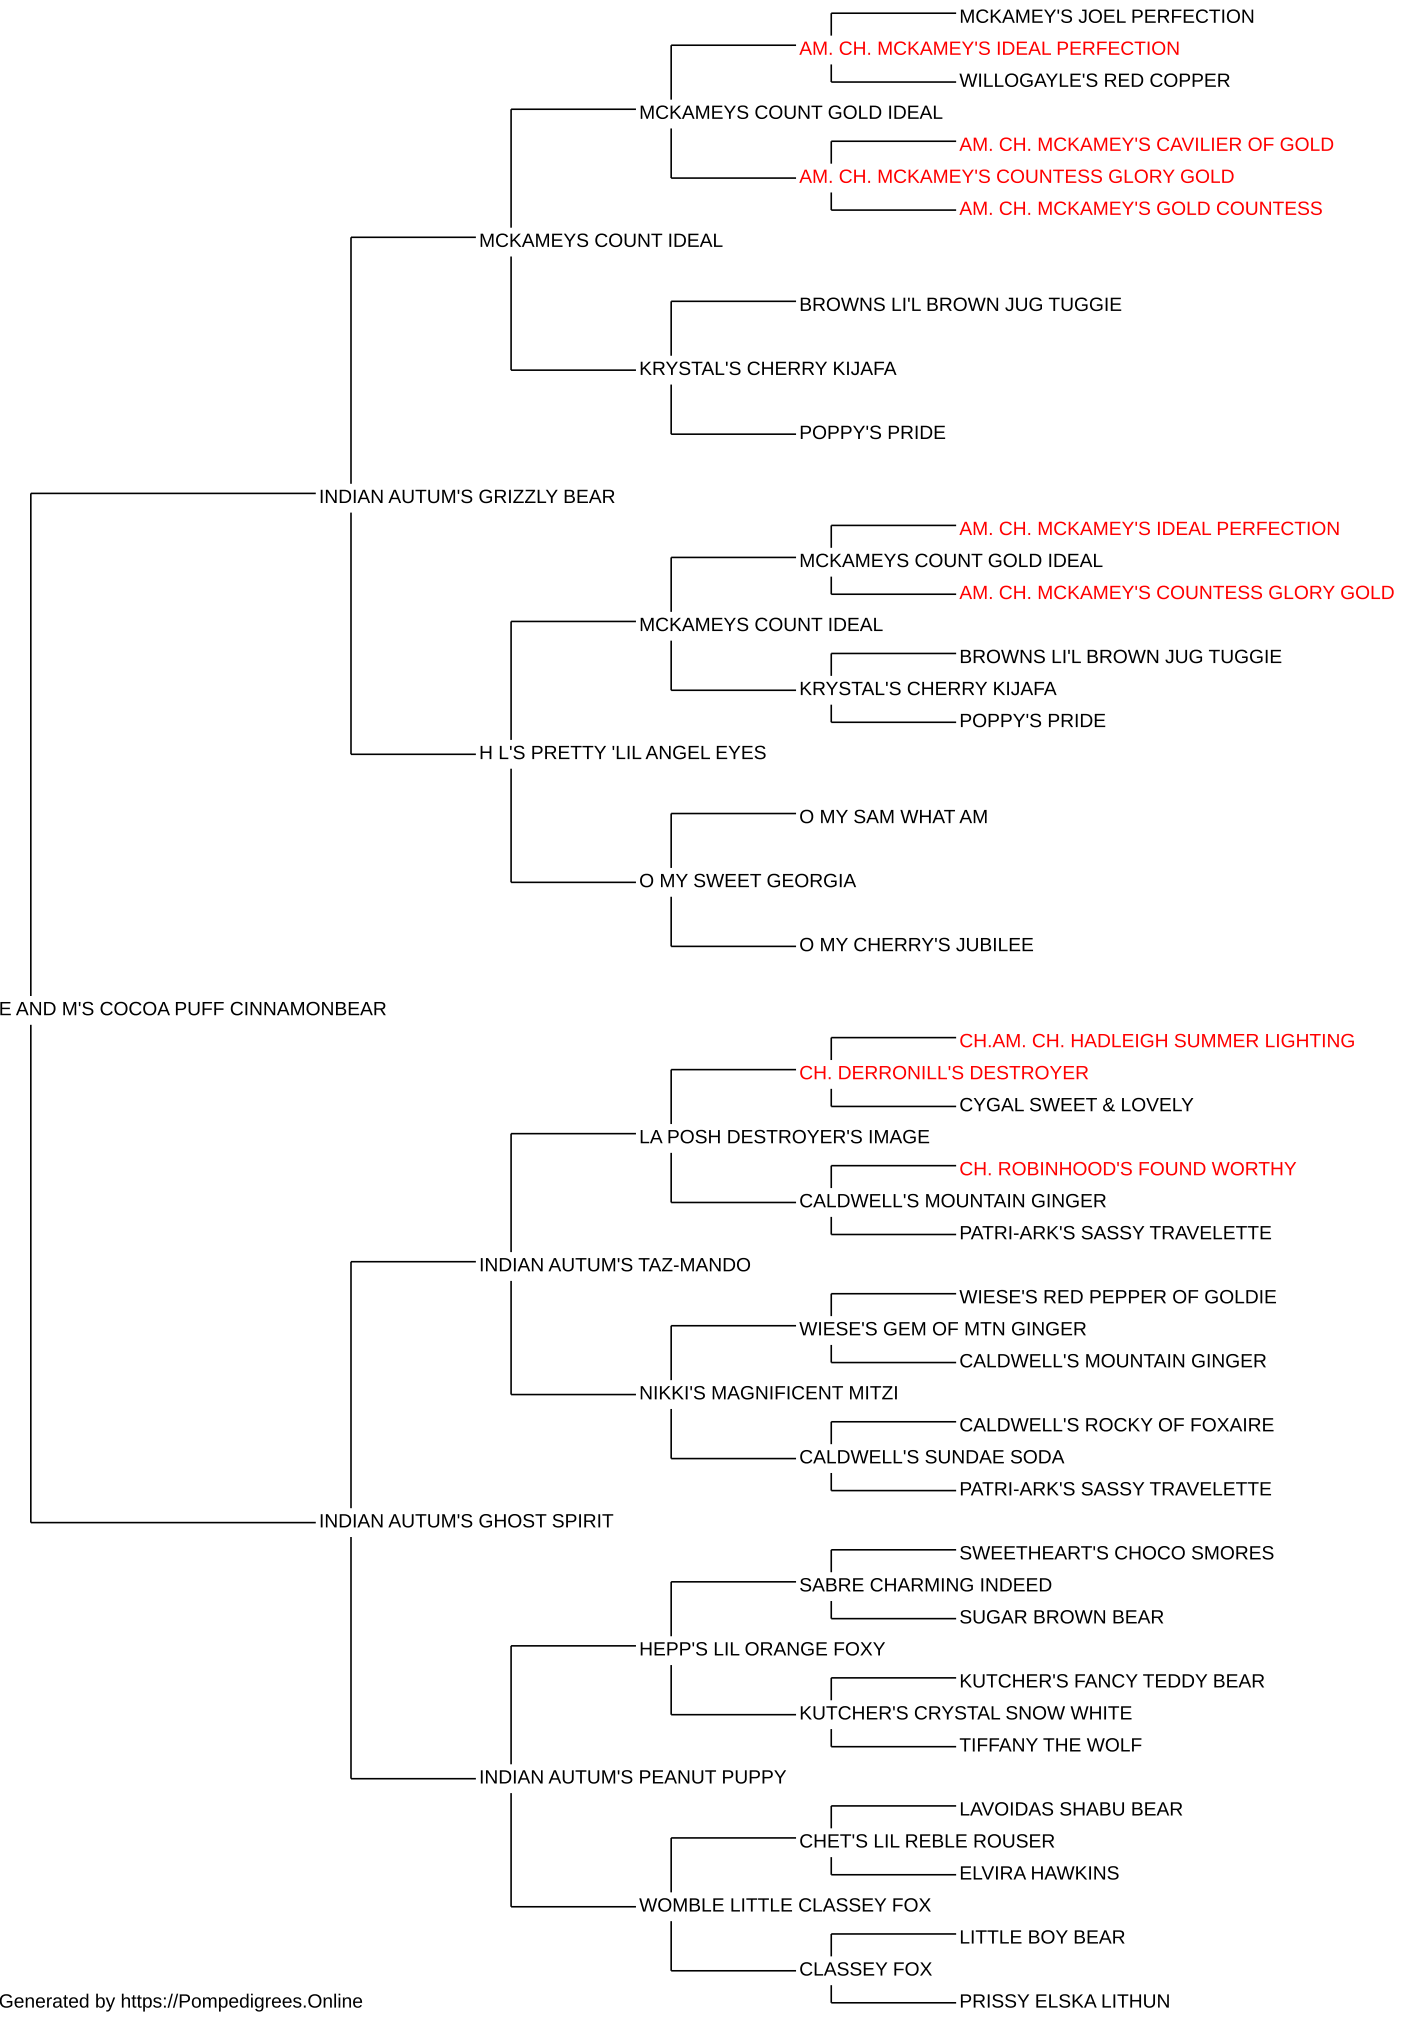 MCKAMEY'S JOEL PERFECTION
AM. CH. MCKAMEY'S IDEAL PERFECTION
WILLOGAYLE'S RED COPPER
MCKAMEYS COUNT GOLD IDEAL
AM. CH. MCKAMEY'S CAVILIER OF GOLD
AM. CH. MCKAMEY'S COUNTESS GLORY GOLD
AM. CH. MCKAMEY'S GOLD COUNTESS
MCKAMEYS COUNT IDEAL
BROWNS LI'L BROWN JUG TUGGIE
KRYSTAL'S CHERRY KIJAFA
POPPY'S PRIDE
INDIAN AUTUM'S GRIZZLY BEAR
AM. CH. MCKAMEY'S IDEAL PERFECTION
MCKAMEYS COUNT GOLD IDEAL
AM. CH. MCKAMEY'S COUNTESS GLORY GOLD
MCKAMEYS COUNT IDEAL
BROWNS LI'L BROWN JUG TUGGIE
KRYSTAL'S CHERRY KIJAFA
POPPY'S PRIDE
H L'S PRETTY 'LIL ANGEL EYES
O MY SAM WHAT AM
O MY SWEET GEORGIA
O MY CHERRY'S JUBILEE
E AND M'S COCOA PUFF CINNAMONBEAR
CH.AM. CH. HADLEIGH SUMMER LIGHTING
CH. DERRONILL'S DESTROYER
CYGAL SWEET & LOVELY
LA POSH DESTROYER'S IMAGE
CH. ROBINHOOD'S FOUND WORTHY
CALDWELL'S MOUNTAIN GINGER
PATRI-ARK'S SASSY TRAVELETTE
INDIAN AUTUM'S TAZ-MANDO
WIESE'S RED PEPPER OF GOLDIE
WIESE'S GEM OF MTN GINGER
CALDWELL'S MOUNTAIN GINGER
NIKKI'S MAGNIFICENT MITZI
CALDWELL'S ROCKY OF FOXAIRE
CALDWELL'S SUNDAE SODA
PATRI-ARK'S SASSY TRAVELETTE
INDIAN AUTUM'S GHOST SPIRIT
SWEETHEART'S CHOCO SMORES
SABRE CHARMING INDEED
SUGAR BROWN BEAR
HEPP'S LIL ORANGE FOXY
KUTCHER'S FANCY TEDDY BEAR
KUTCHER'S CRYSTAL SNOW WHITE
TIFFANY THE WOLF
INDIAN AUTUM'S PEANUT PUPPY
LAVOIDAS SHABU BEAR
CHET'S LIL REBLE ROUSER
ELVIRA HAWKINS
WOMBLE LITTLE CLASSEY FOX
LITTLE BOY BEAR
CLASSEY FOX
PRISSY ELSKA LITHUN
Generated by https://Pompedigrees.Online